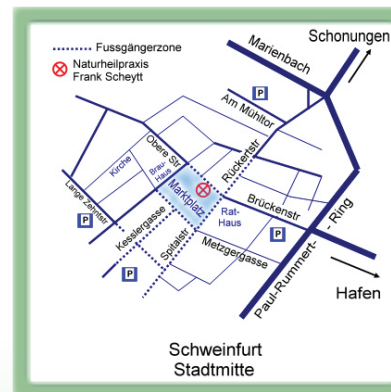 Fussgängerzone
Naturheilpraxis
Frank Scheytt
Marienbach
Schonungen
P
Am Mühltor
P
Obere Str
Rückertstr
Kirche
Brau-
Haus
Marktplatz
Lange Zehntstr
P
Kesslergasse
Rat-
Haus
Brückenstr
P
Spitalstr
Metzgergasse
P
Paul-Rummert- - Ring
Hafen
Schweinfurt
Stadtmitte